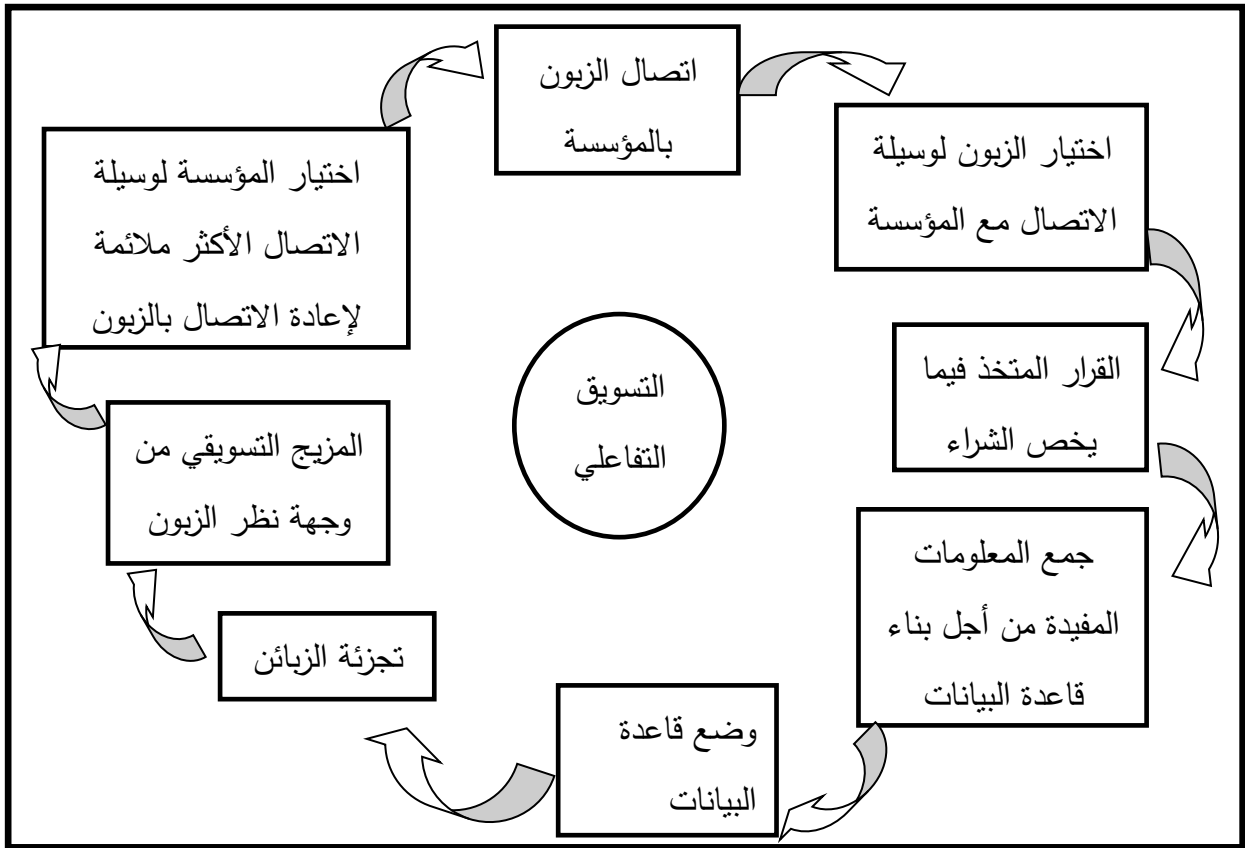 اتصال الزبون
بالمؤسسة
اختيار الزبون لوسيلة
الاتصال مع المؤسسة
القرار المتخذ فيما
يخص الشراء
جمع المعلومات
المفيدة من أجل بناء
قاعدة البيانات
وضع قاعدة
البيانات
تجزئة الزبائن
المزيج التسويقي من
وجهة نظر الزبون
اختيار المؤسسة لوسيلة
الاتصال الأكثر ملائمة
لإعادة الاتصال بالزبون
التسويق
التفاعلي